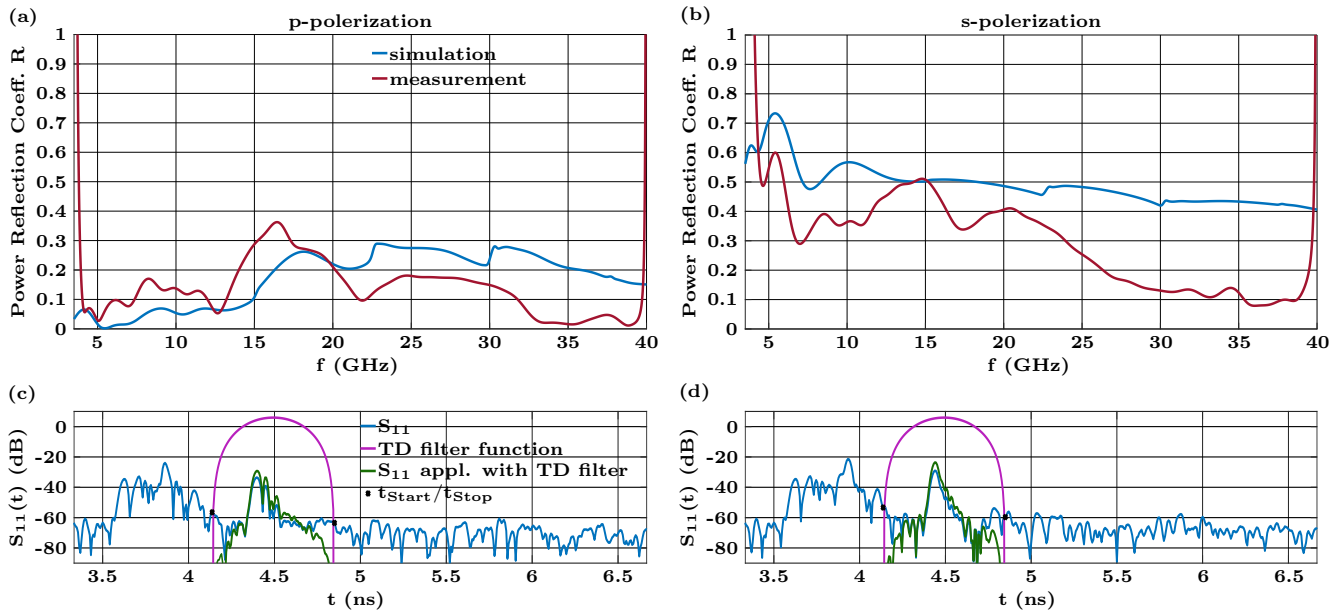 (a)
p-polerization
Power Reflection Coeff. R
1
0.9
0.8
0.7
0.6
0.5
0.4
0.3
0.2
0.1
0
simulation
measurement
5 10 15 20 25 30 35 40
f (GHz)
(b)
s-polerization
Power Reflection Coeff. R
1
0.9
0.8
0.7
0.6
0.5
0.4
0.3
0.2
0.1
0
5 10 15 20 25 30 35 40
f (GHz)
(c)
S11(t) (dB)
0
-20
-40
-60
-80
S11
TD filter function
S11 appl. with TD filter
tStart/tStop
3.5 4 4.5 5 5.5 6 6.5
t (ns)
(d)
S11(t) (dB)
0
-20
-40
-60
-80
3.5 4 4.5 5 5.5 6 6.5
t (ns)